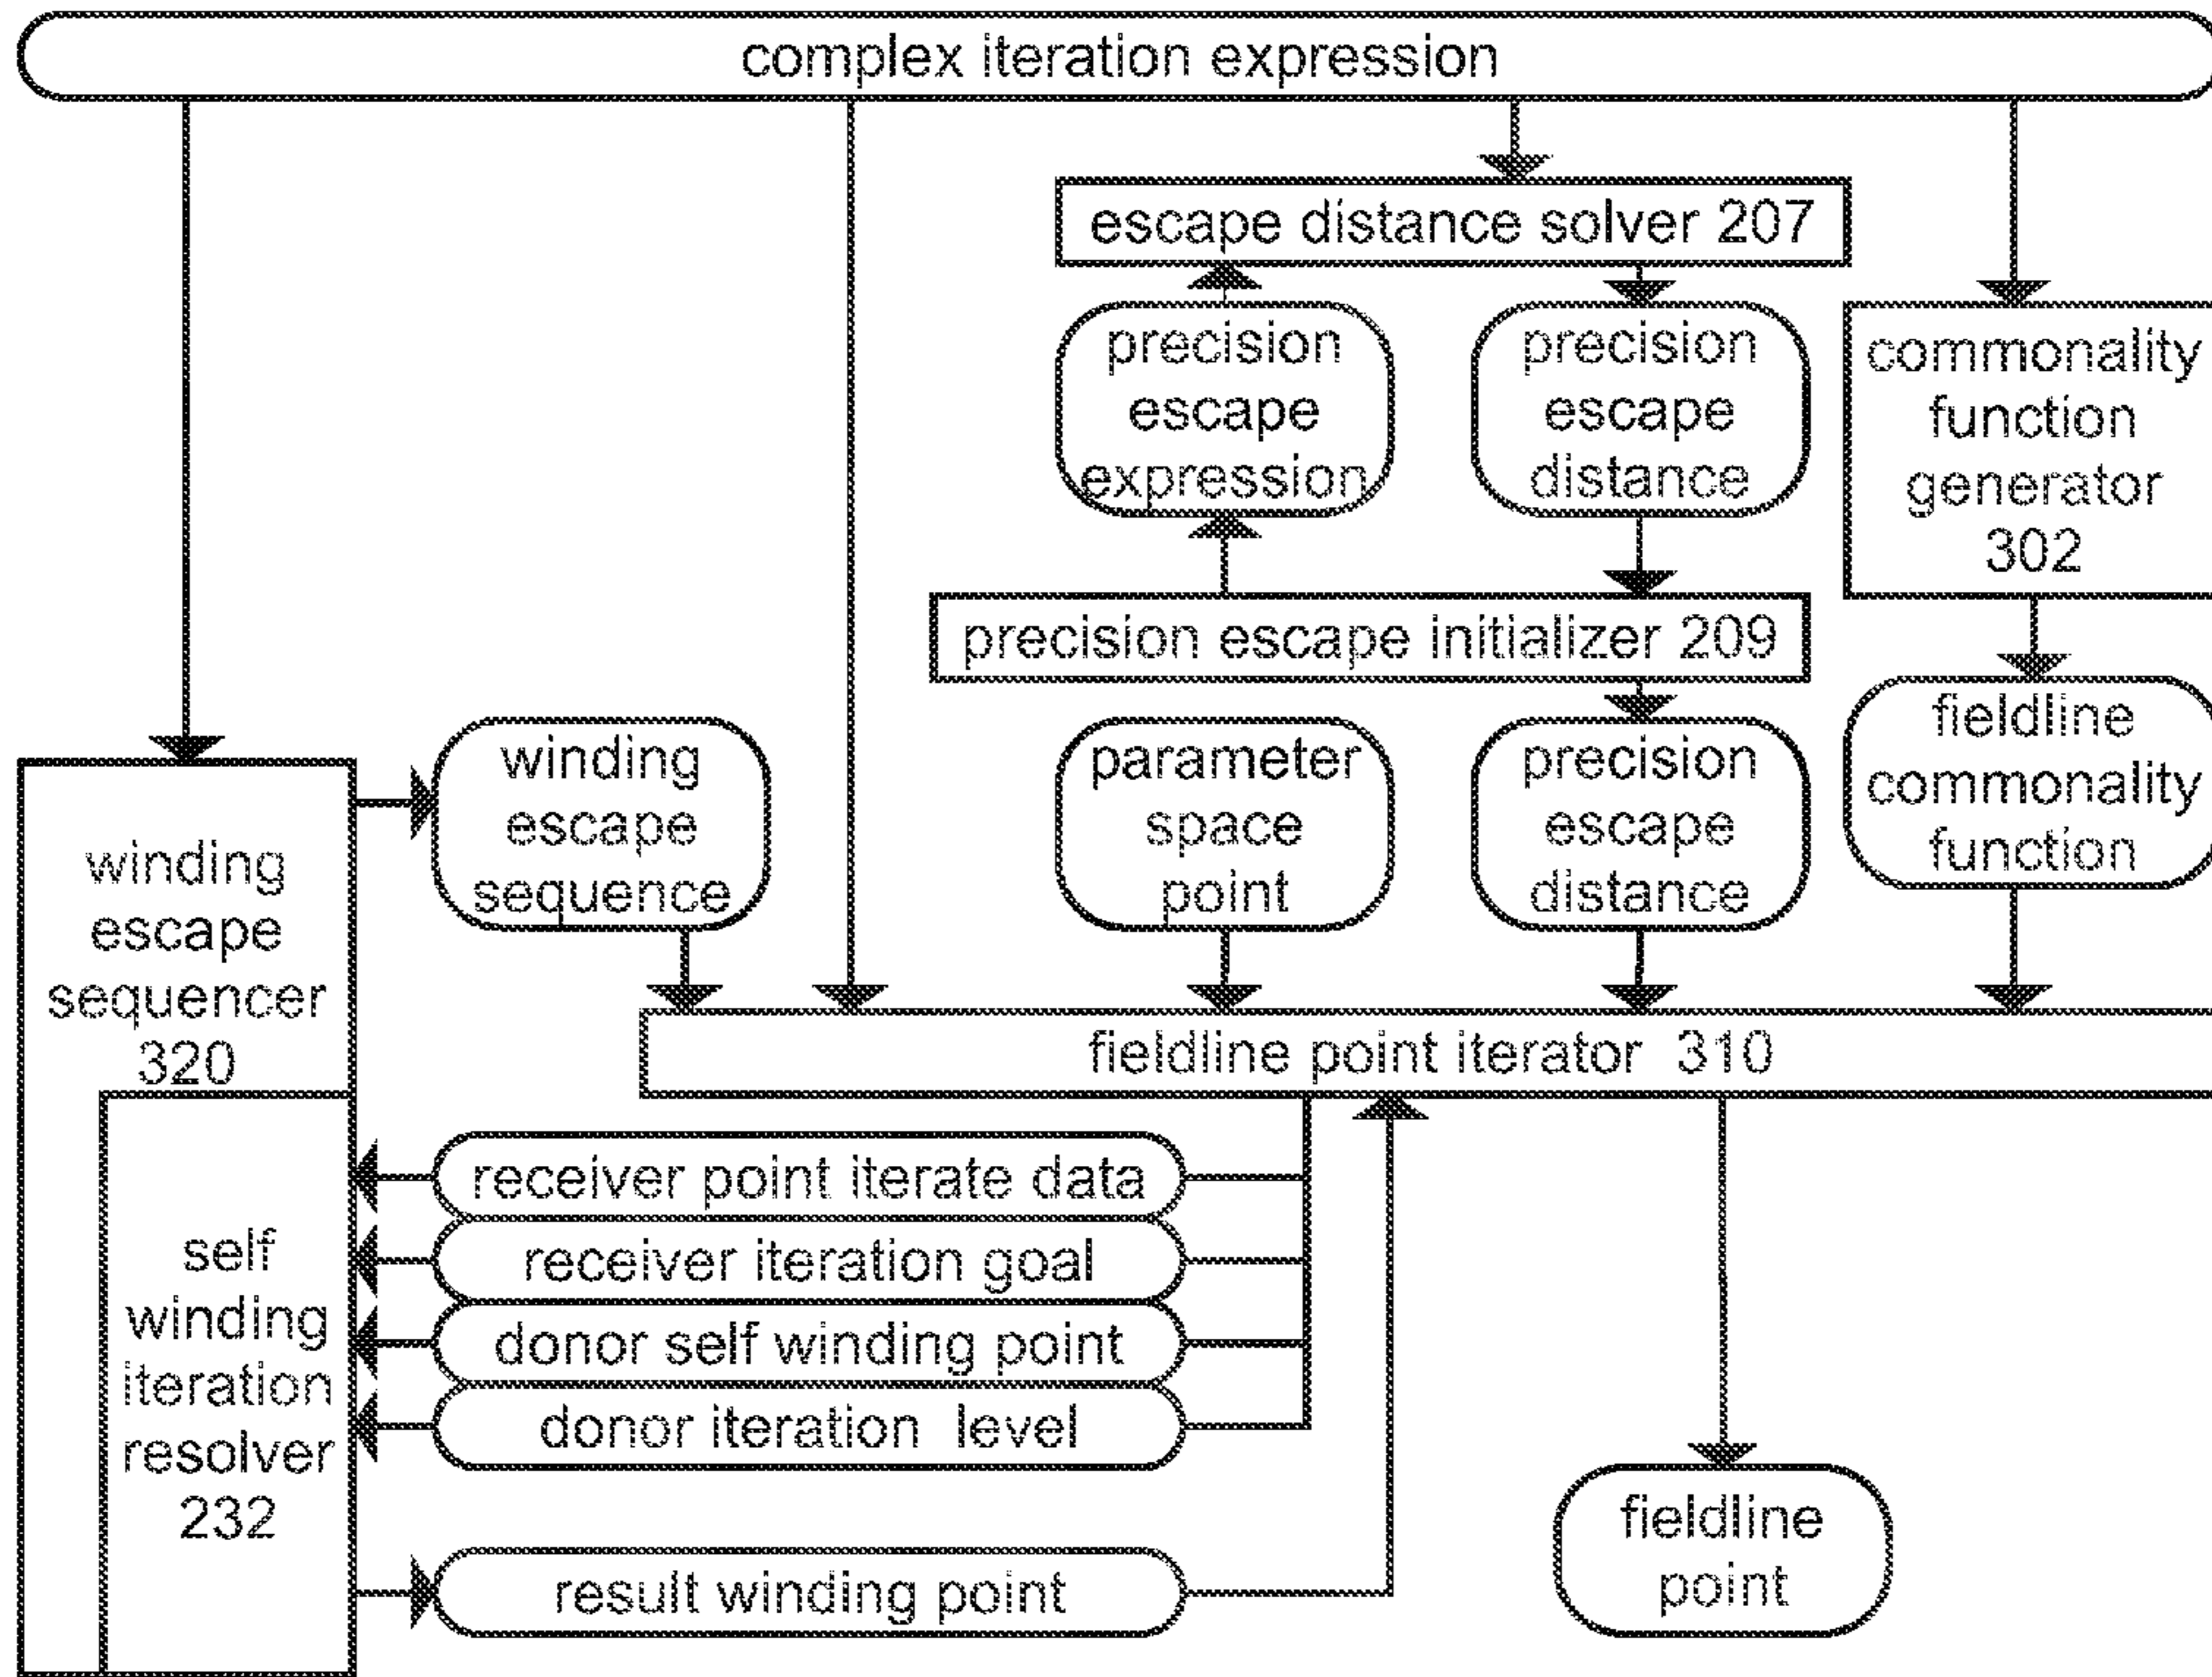 complex iteration expression
escape distance solver 207
precision
escape
expression
precision
escape
distance
commonality
function
generator
302
precision escape initializer 209
winding
escape
sequence
parameter
space
point
precision
escape
distance
fieldline
commonality
function
winding
escape
sequencer
320
fieldline point iterator 310
self
winding
iteration
resolver
232
receiver point iterate data
receiver iteration goal
donor self winding point
donor iteration level
result winding point
fieldline
point